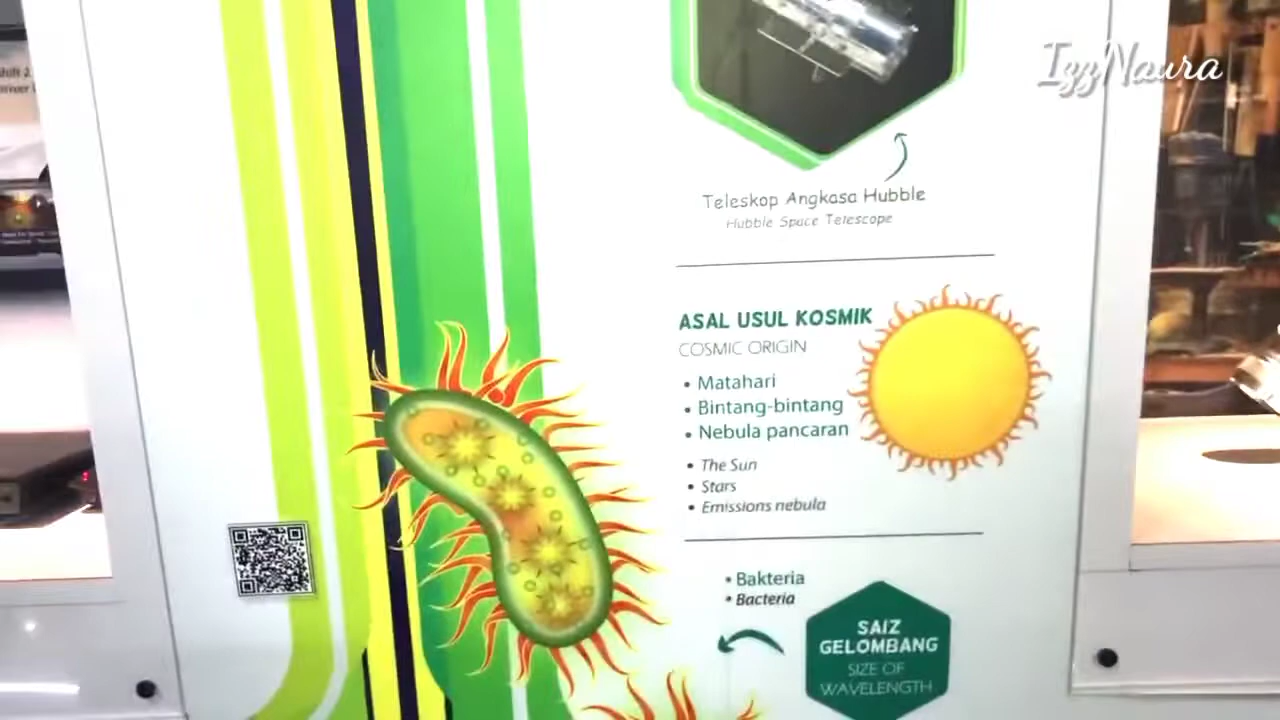 IzzNaura
Teleskop Angkasa Hubble
Hubble Space Telescope
ASAL USUL KOSMIK
COSMIC ORIGIN
• Matahari
• Bintang-bintang
• Nebula pancaran
• The Sun
• Stars
• Emissions nebula
• Bakteria
• Bacteria
SAIZ
GELOMBANG
SIZE OF
WAVELENGTH